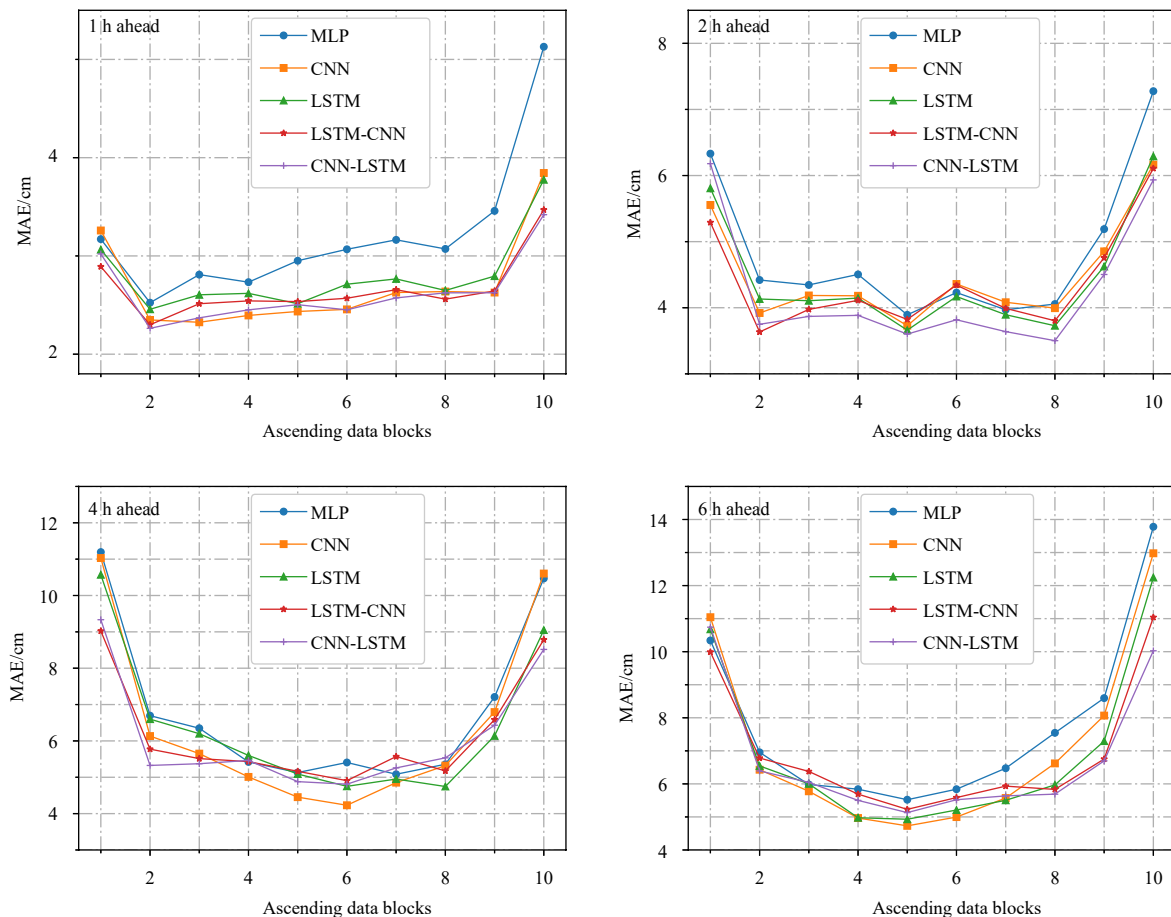 1 h ahead
MLP
CNN
LSTM
LSTM-CNN
CNN-LSTM
4
2
MAE/cm
2
4
6
8
10
Ascending data blocks
2 h ahead
MLP
CNN
LSTM
LSTM-CNN
CNN-LSTM
8
6
4
MAE/cm
2
4
6
8
10
Ascending data blocks
4 h ahead
MLP
CNN
LSTM
LSTM-CNN
CNN-LSTM
12
10
8
6
4
MAE/cm
2
4
6
8
10
Ascending data blocks
6 h ahead
MLP
CNN
LSTM
LSTM-CNN
CNN-LSTM
14
12
10
8
6
4
MAE/cm
2
4
6
8
10
Ascending data blocks